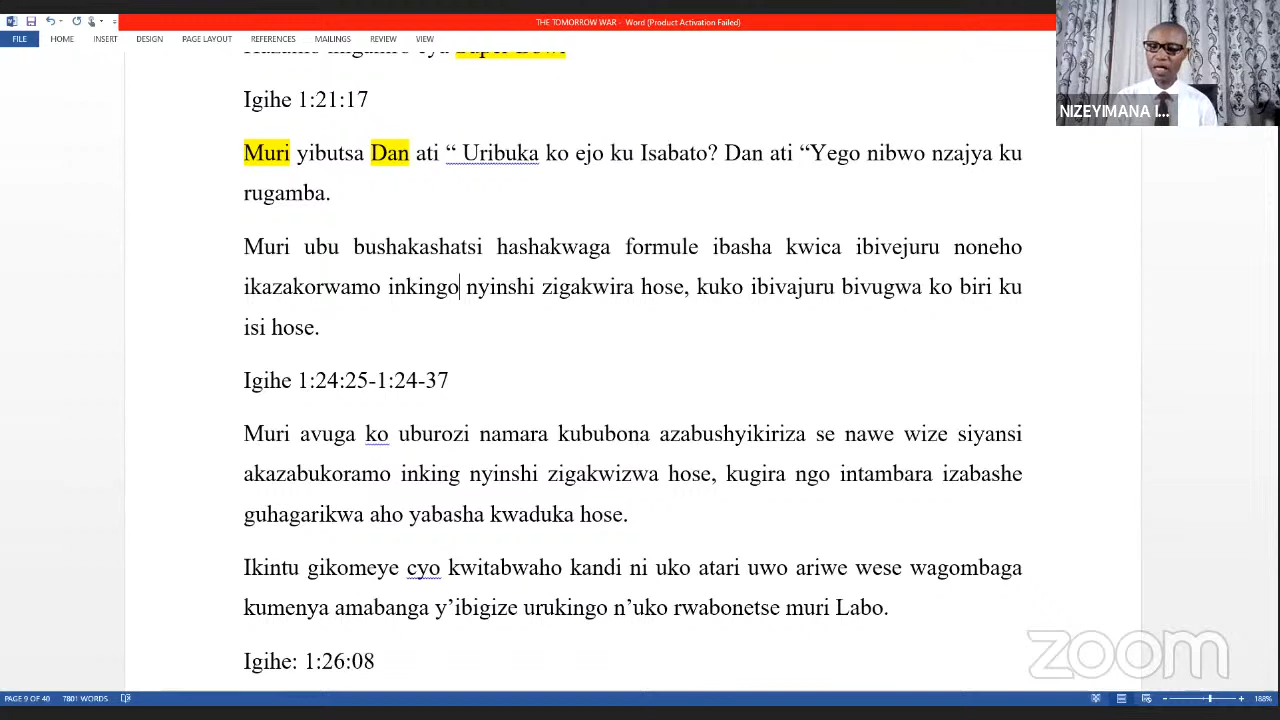 THE TOMORROW WAR - Word (Product Activation Failed)
FILE HOME INSERT DESIGN PAGE LAYOUT REFERENCES MAILINGS REVIEW VIEW
NIZEYIMANA I...
Igihe 1:21:17
Muri yibutsa Dan ati “ Uribuka ko ejo ku Isabato? Dan ati “Yego nibwo nzajya ku
rugamba.
Muri ubu bushakashatsi hashakwaga formule ibasha kwica ibivejuru noneho
ikazakorwamo inkingo nyinshi zigakwira hose, kuko ibivajuru bivugwa ko biri ku
isi hose.
Igihe 1:24:25-1:24-37
Muri avuga ko uburozi namara kububona azabushyikiriza se nawe wize siyansi
akazabukoramo inking nyinshi zigakwizwa hose, kugira ngo intambara izabashe
guhagarikwa aho yabasha kwaduka hose.
Ikintu gikomeye cyo kwitabwaho kandi ni uko atari uwo ariwe wese wagombaga
kumenya amabanga y’ibigize urukingo n’uko rwabonetse muri Labo.
Igihe: 1:26:08
zoom
PAGE 9 OF 40 7801 WORDS 188%